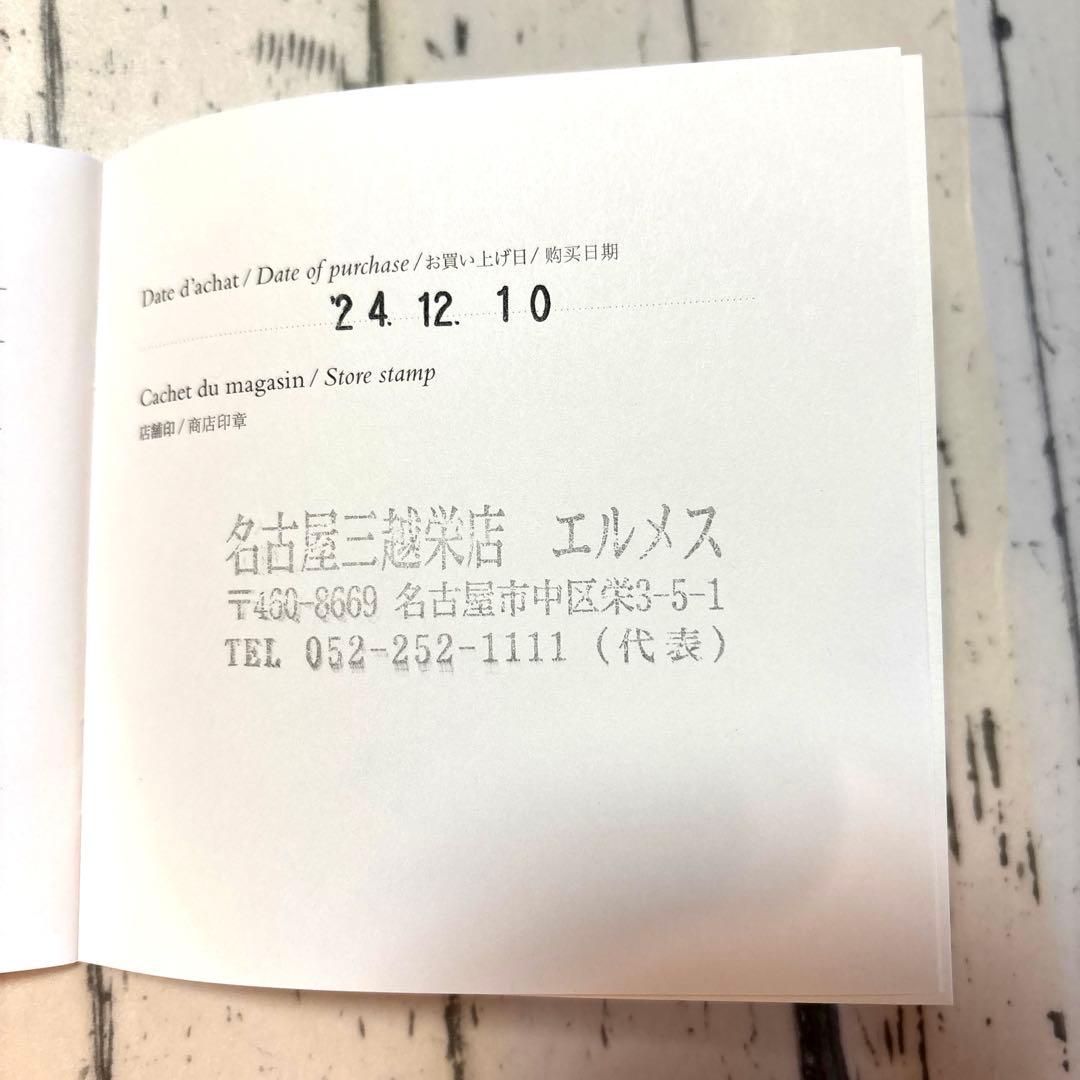 Date d'achat / Date of purchase / お買い上げ日 / 购买日期
'24. 12. 10
Cachet du magasin / Store stamp
店舗印 / 商店印章
名古屋三越栄店 エルメス
〒460-8669 名古屋市中区栄3-5-1
TEL 052-252-1111 (代表)